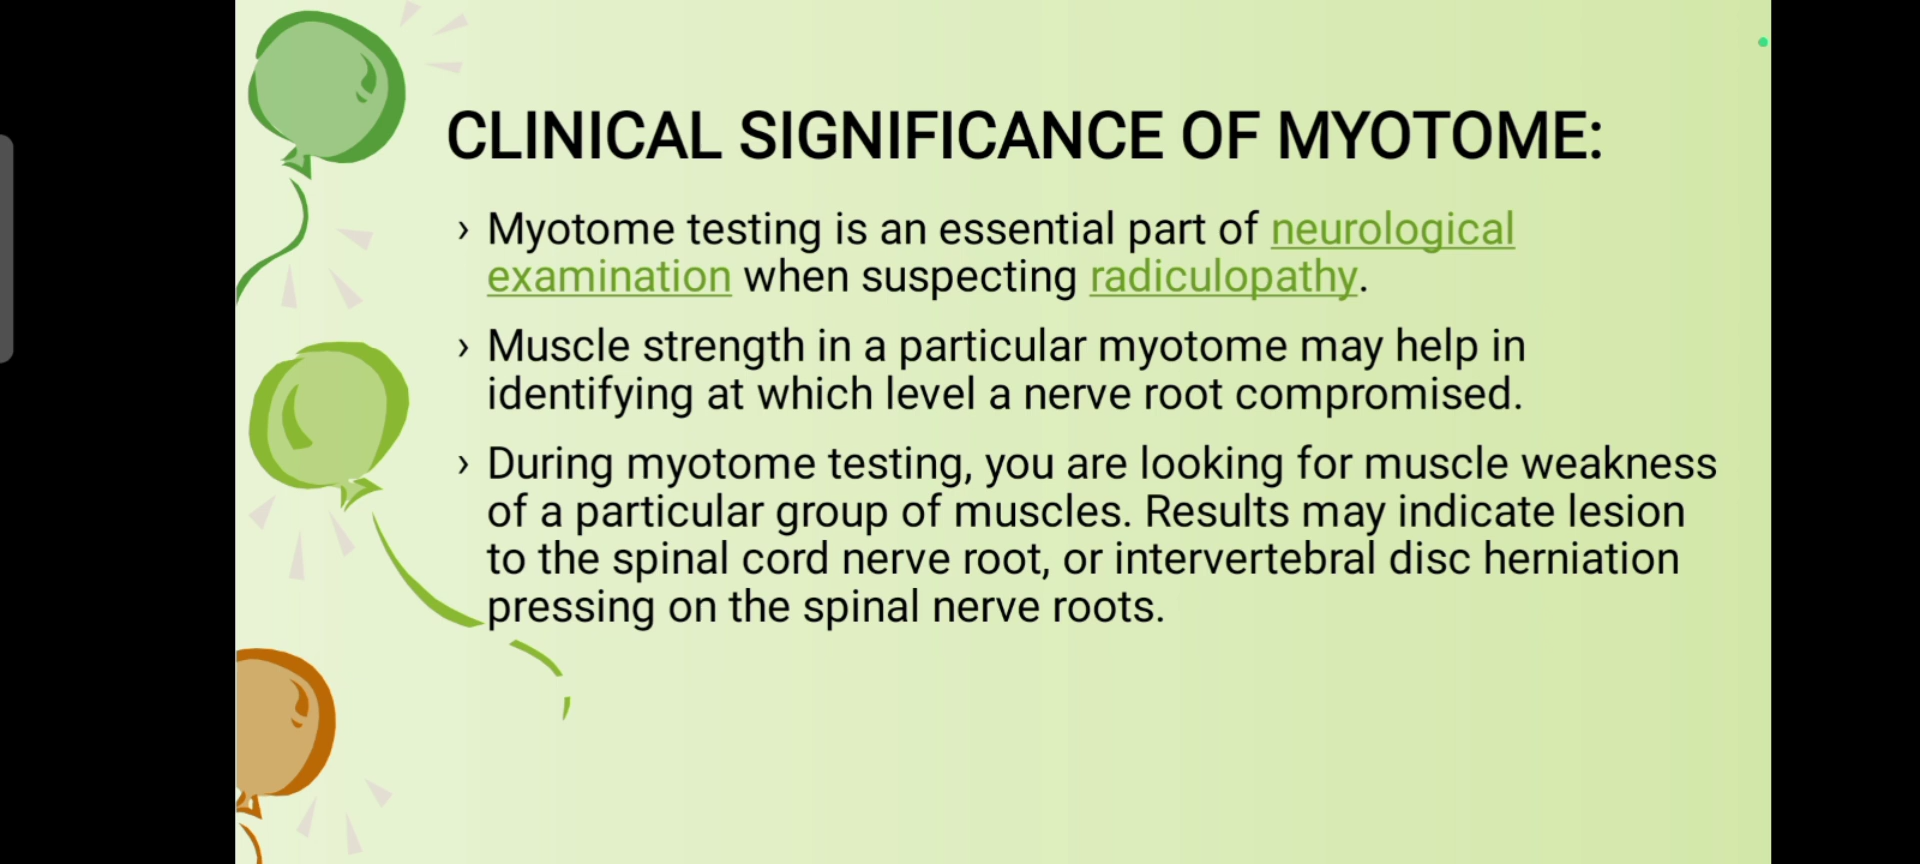 CLINICAL SIGNIFICANCE OF MYOTOME:
› Myotome testing is an essential part of neurological
examination when suspecting radiculopathy.
› Muscle strength in a particular myotome may help in
identifying at which level a nerve root compromised.
› During myotome testing, you are looking for muscle weakness
of a particular group of muscles. Results may indicate lesion
to the spinal cord nerve root, or intervertebral disc herniation
pressing on the spinal nerve roots.